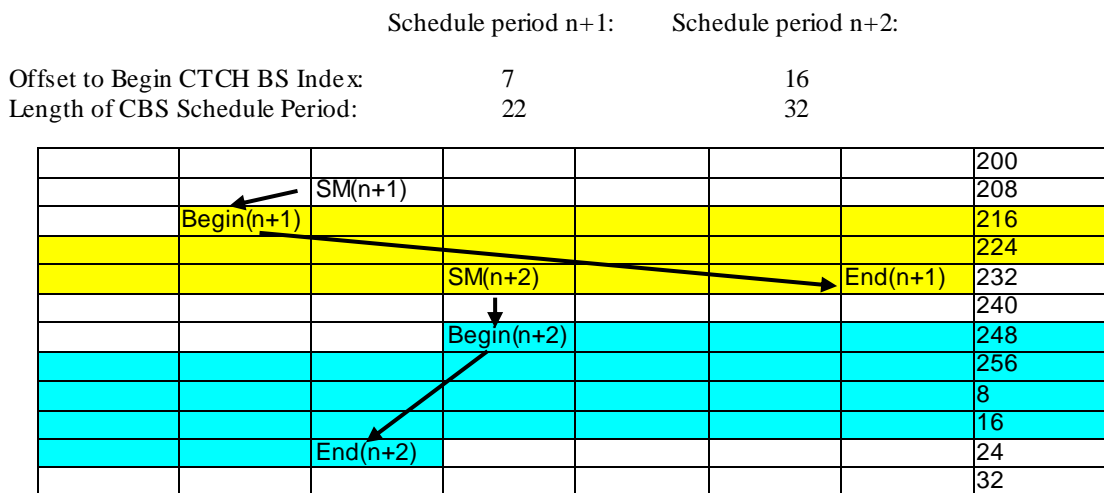 Schedule period n+1: Schedule period n+2:
Offset to Begin CTCH BS Index: 7 16
Length of CBS Schedule Period: 22 32
200
SM(n+1) 208
Begin(n+1) 216
224
SM(n+2) End(n+1) 232
240
Begin(n+2) 248
256
8
16
End(n+2) 24
32